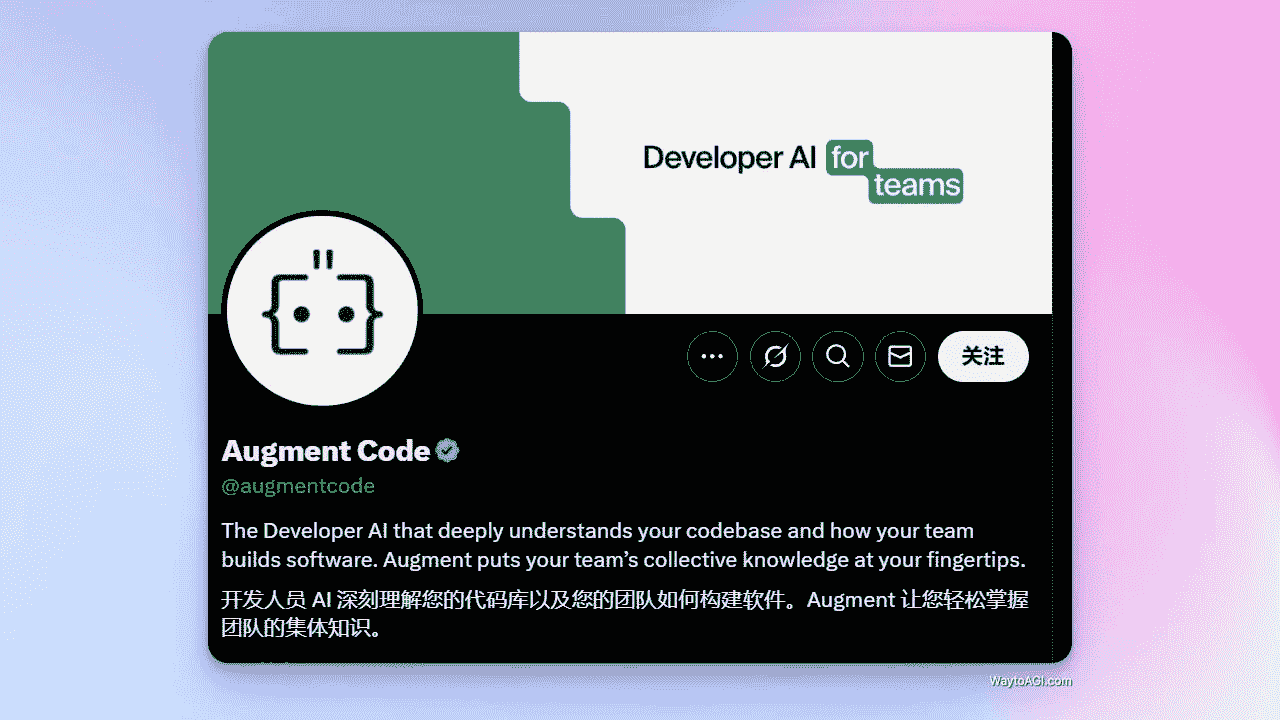 Developer AI for
teams
关注
Augment Code
@augmentcode
The Developer AI that deeply understands your codebase and how your team
builds software. Augment puts your team’s collective knowledge at your fingertips.
开发人员 AI 深刻理解您的代码库以及您的团队如何构建软件。Augment 让您轻松掌握
团队的集体知识。
WaytoAGI.com